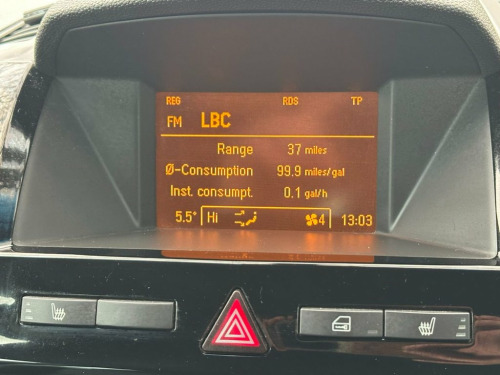 REG RDS TP
FM LBC
Range 37 miles
Ø-Consumption 99.9 miles/gal
Inst. consumpt. 0.1 gal/h
5.5° Hi 4 13:03